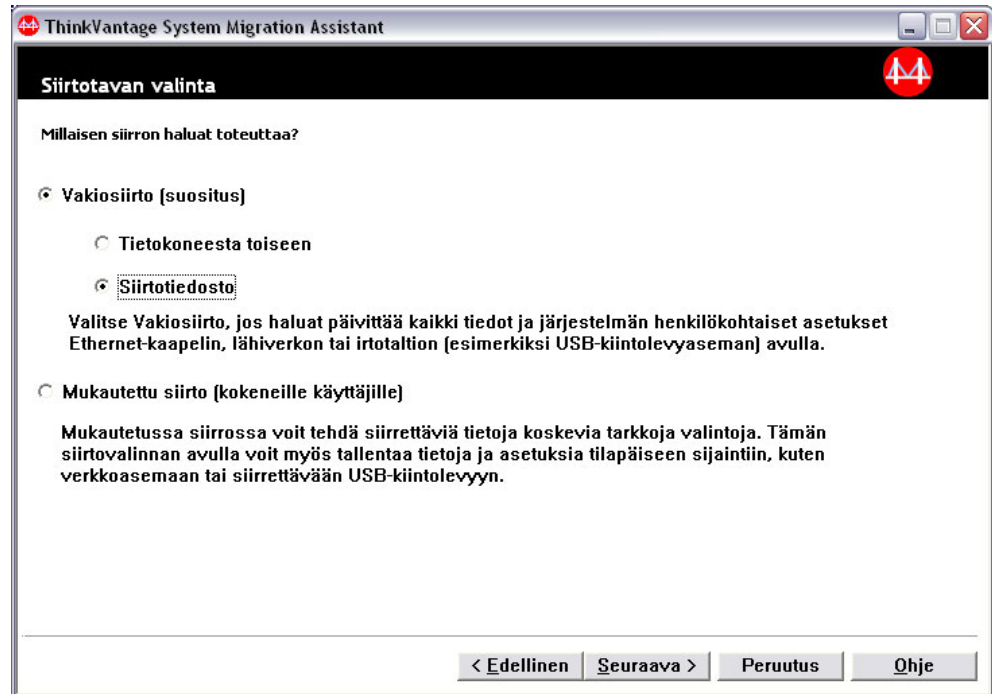 ThinkVantage System Migration Assistant
Siirtotavan valinta
Millaisen siirron haluat toteuttaa?
Vakiosiirto (suositus)
Tietokoneesta toiseen
Siirtotiedosto
Valitse Vakiosiirto, jos haluat päivittää kaikki tiedot ja järjestelmän henkilökohtaiset asetukset
Ethernet-kaapelin, lähiverkon tai irtotaltion (esimerkiksi USB-kiintolevyaseman) avulla.
Mukautettu siirto (kokeneille käyttäjille)
Mukautetussa siirrossa voit tehdä siirrettäviä tietoja koskevia tarkkoja valintoja. Tämän
siirtovalinnan avulla voit myös tallentaa tietoja ja asetuksia tilapäiseen sijaintiin, kuten
verkkoasemaan tai siirrettävään USB-kiintolevyyn.
< Edellinen Seuraava > Peruutus Ohje